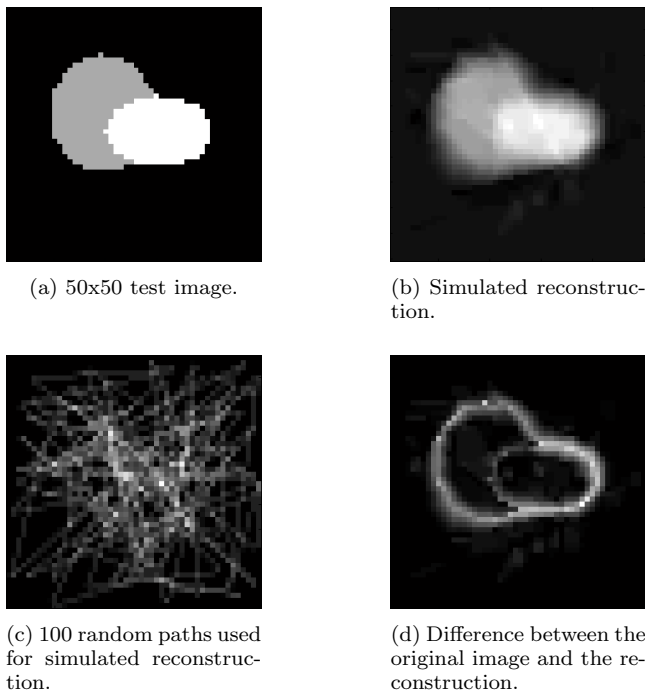 (a) 50x50 test image.
(b) Simulated reconstruc-
tion.
(c) 100 random paths used
for simulated reconstruc-
tion.
(d) Difference between the
original image and the re-
construction.